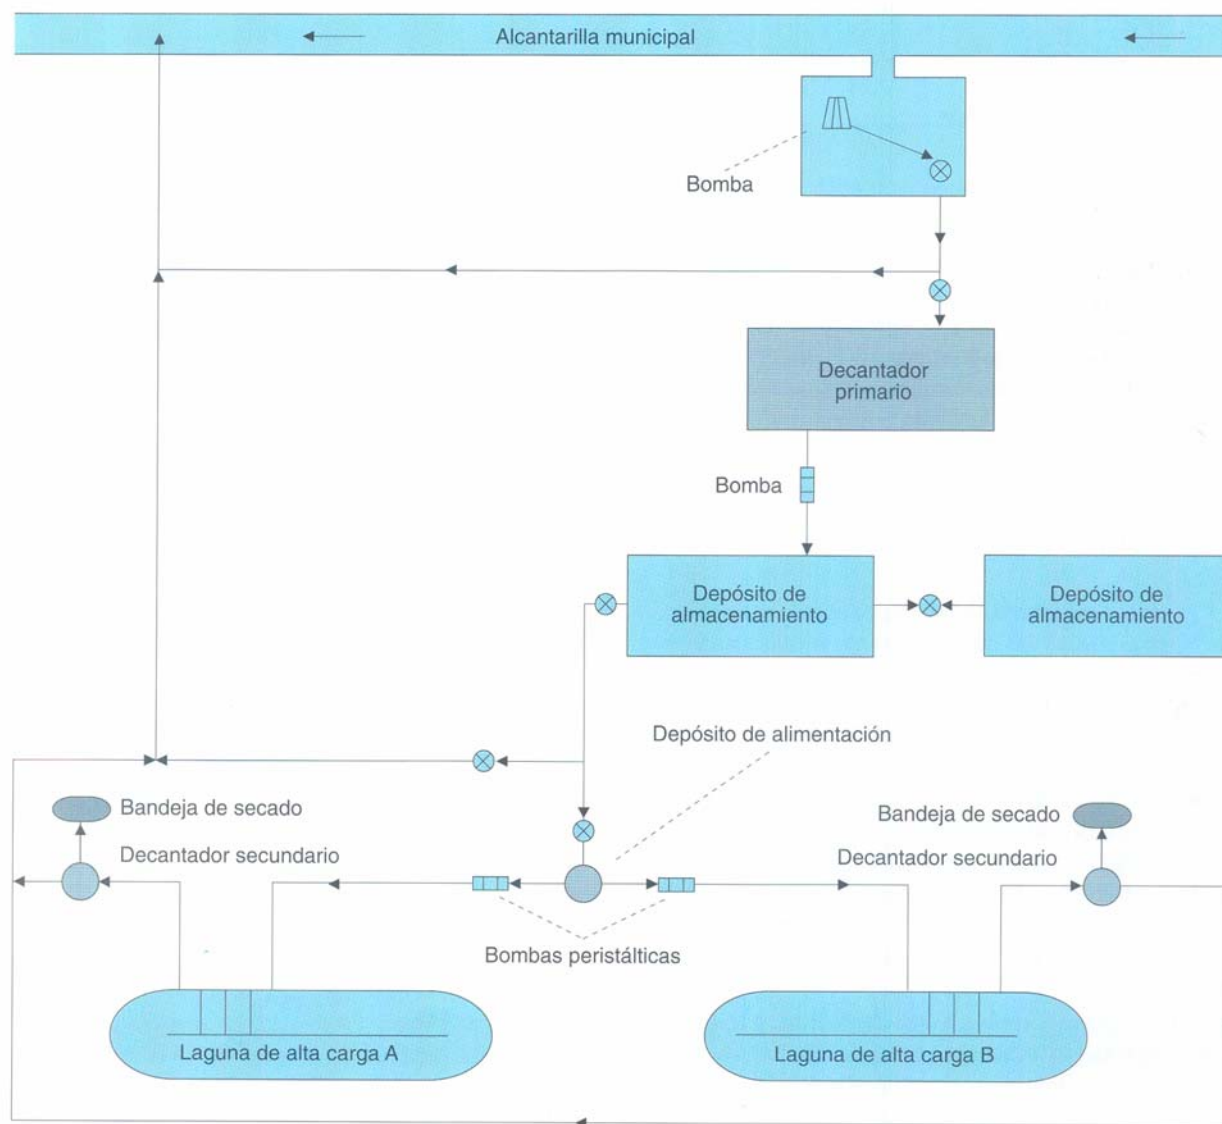 Alcantarilla municipal
Bomba
Decantador
primario
Bomba
Depósito de
almacenamiento
Depósito de
almacenamiento
Depósito de alimentación
Bandeja de secado
Bandeja de secado
Decantador secundario
Decantador secundario
Bombas peristálticas
Laguna de alta carga A
Laguna de alta carga B